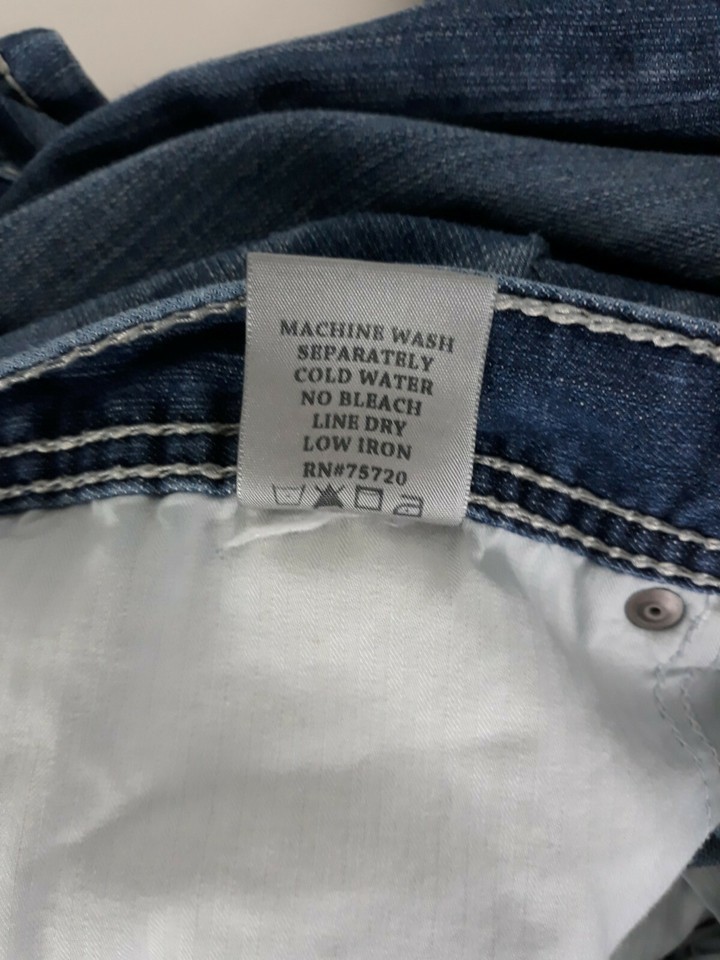 MACHINE WASH
SEPARATELY
COLD WATER
NO BLEACH
LINE DRY
LOW IRON
RN#75720